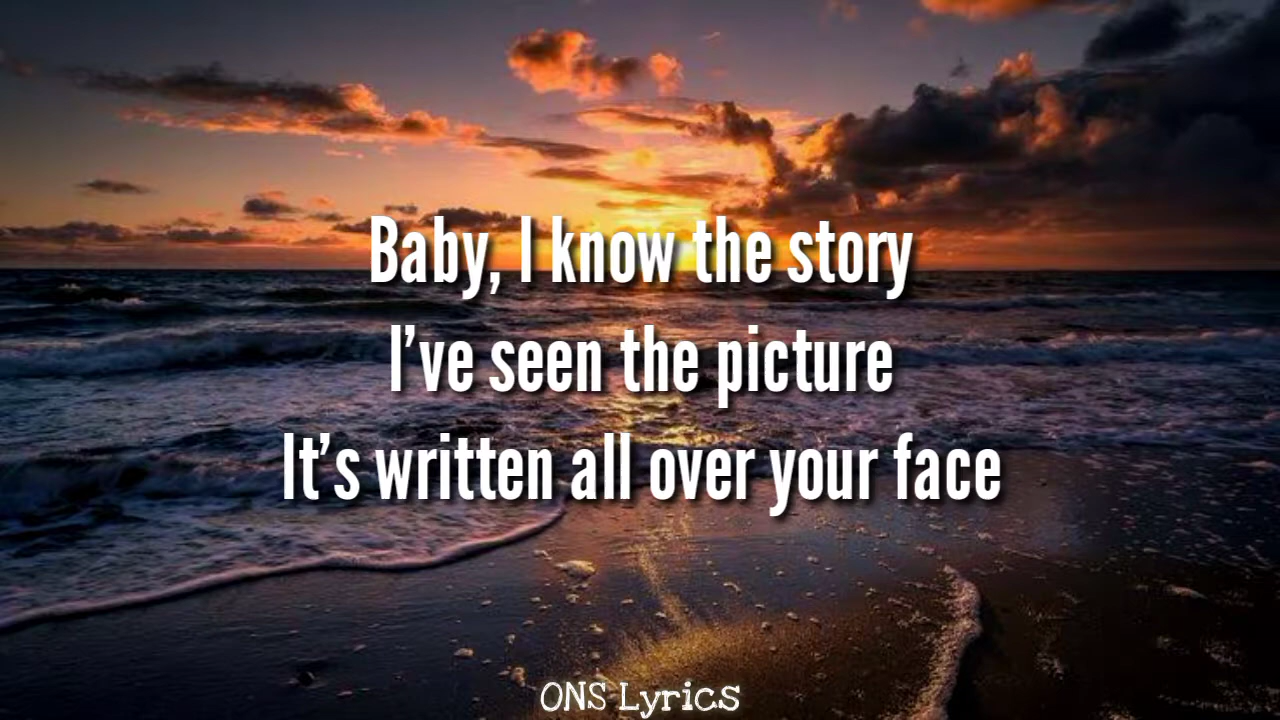 Baby, I know the story
I've seen the picture
It's written all over your face
ONS Lyrics